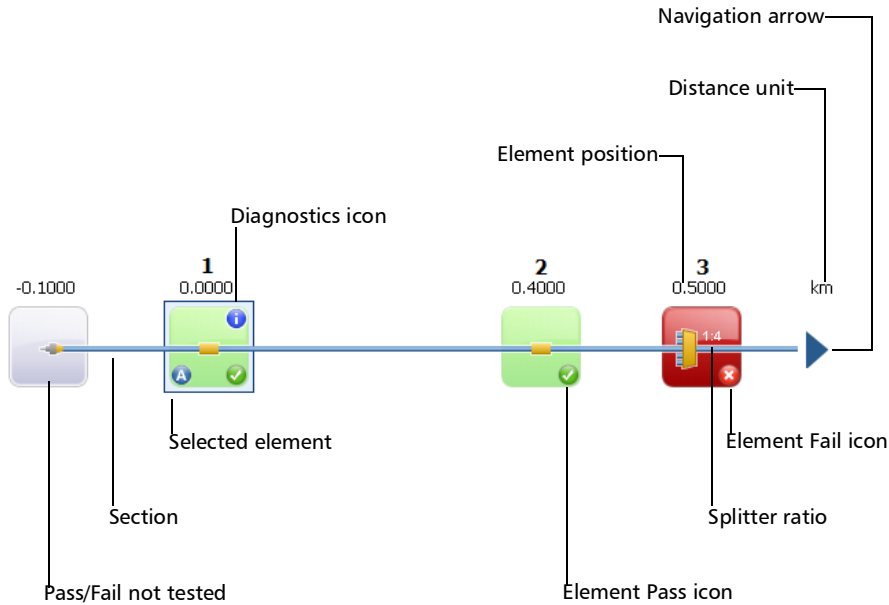 Navigation arrow
Distance unit
Element position
Diagnostics icon
1
2
3
-0.1000
0.0000
0.4000
0.5000
km
i
1:4
A
Selected element
Element Fail icon
Section
Splitter ratio
Pass/Fail not tested
Element Pass icon